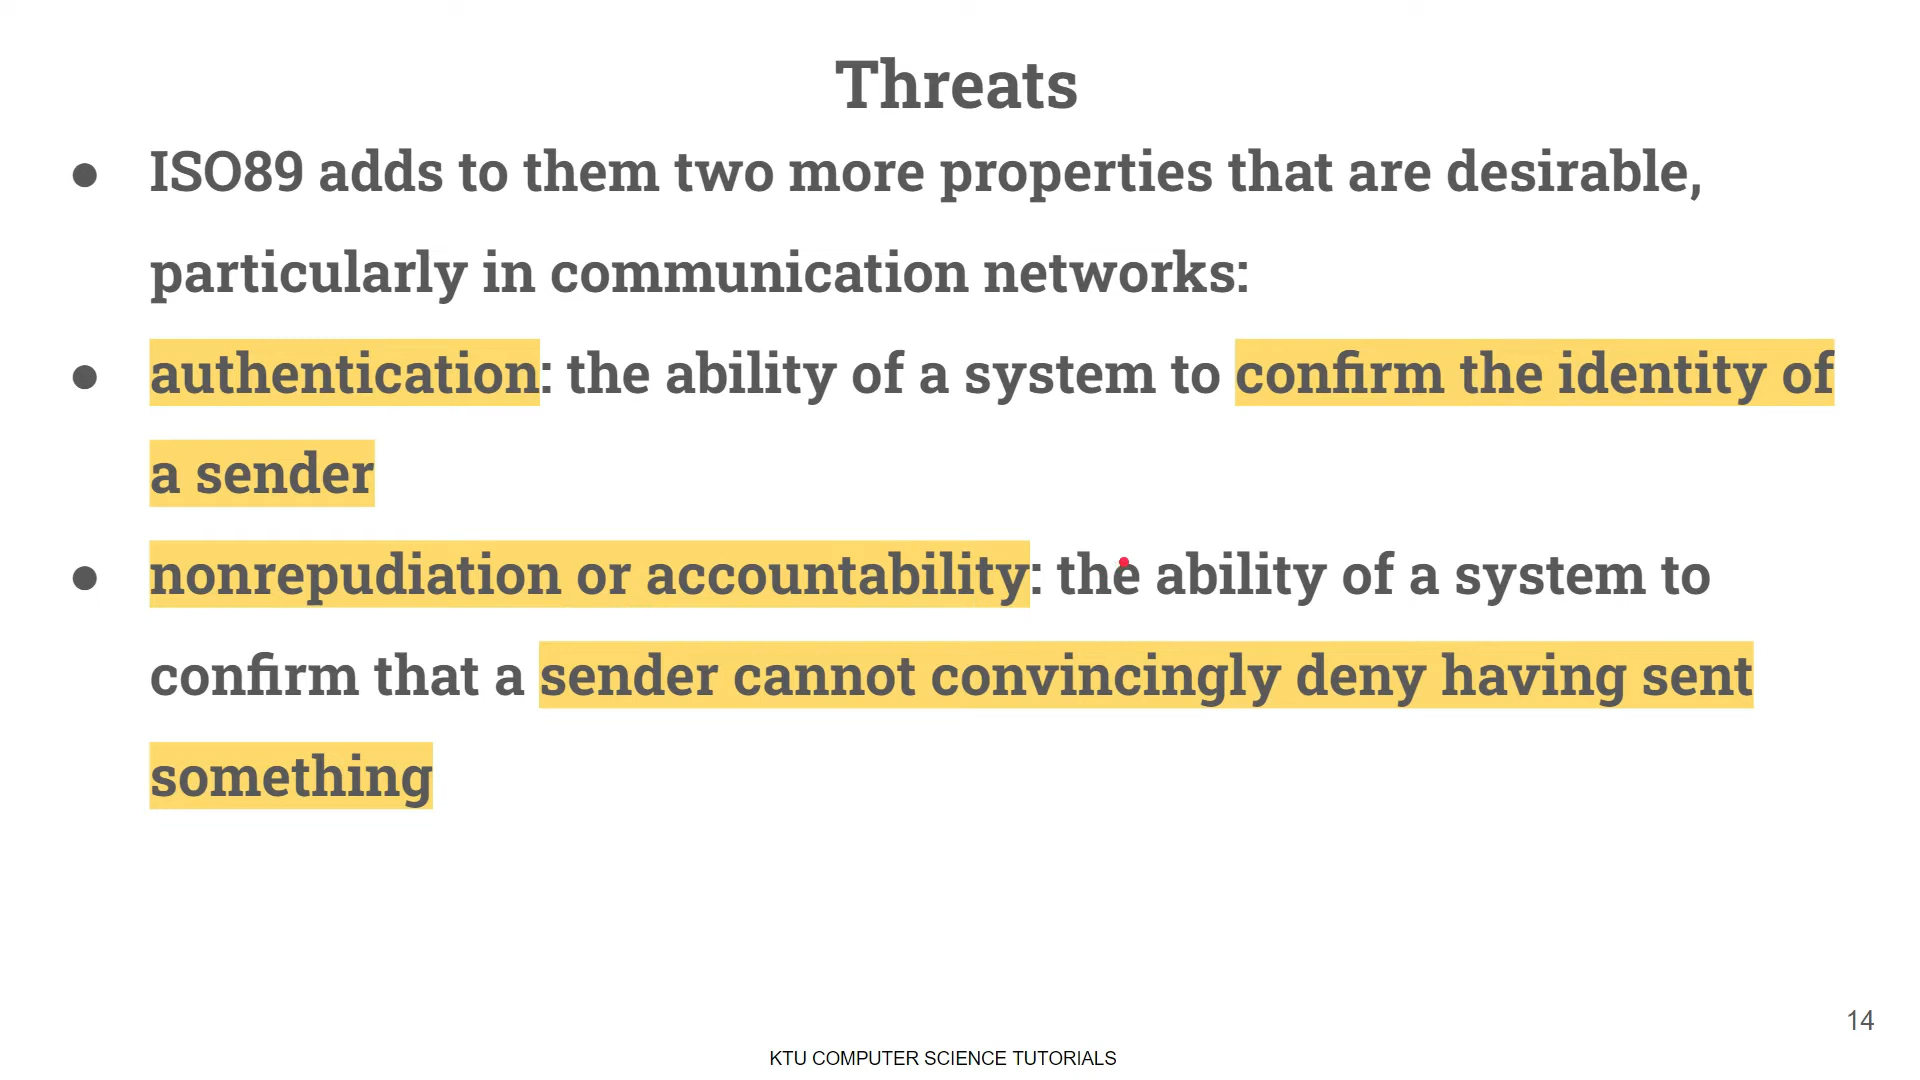 Threats
● ISO89 adds to them two more properties that are desirable,
particularly in communication networks:
● authentication: the ability of a system to confirm the identity of
a sender
● nonrepudiation or accountability: the ability of a system to
confirm that a sender cannot convincingly deny having sent
something
14
KTU COMPUTER SCIENCE TUTORIALS